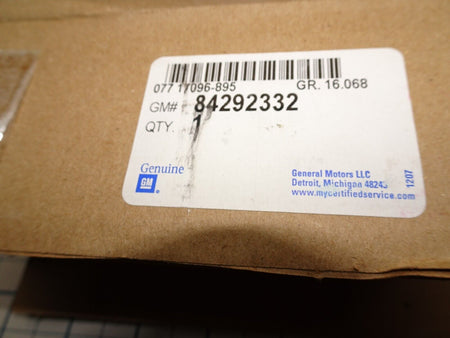 077 17096-895 GR. 16.068
GM# 84292332
QTY. 1
Genuine
GM
General Motors LLC
Detroit, Michigan 48243
www.mycertifiedservice.com
1207